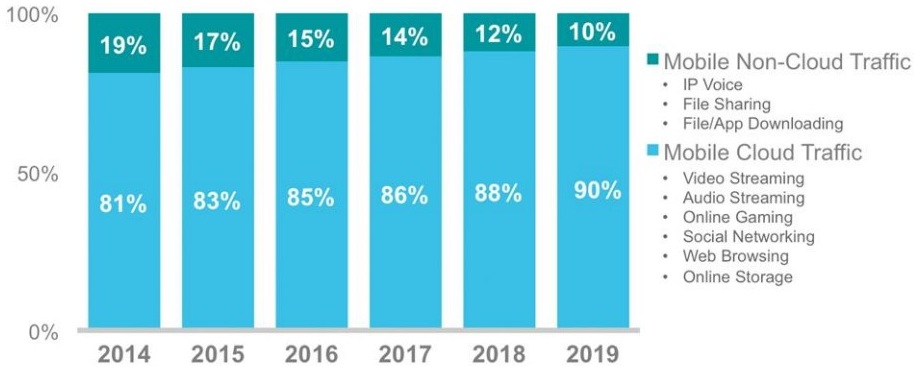 100%
19%
17%
15%
14%
12%
10%
50%
81%
83%
85%
86%
88%
90%
0%
2014
2015
2016
2017
2018
2019
Mobile Non-Cloud Traffic
• IP Voice
• File Sharing
• File/App Downloading
Mobile Cloud Traffic
• Video Streaming
• Audio Streaming
• Online Gaming
• Social Networking
• Web Browsing
• Online Storage